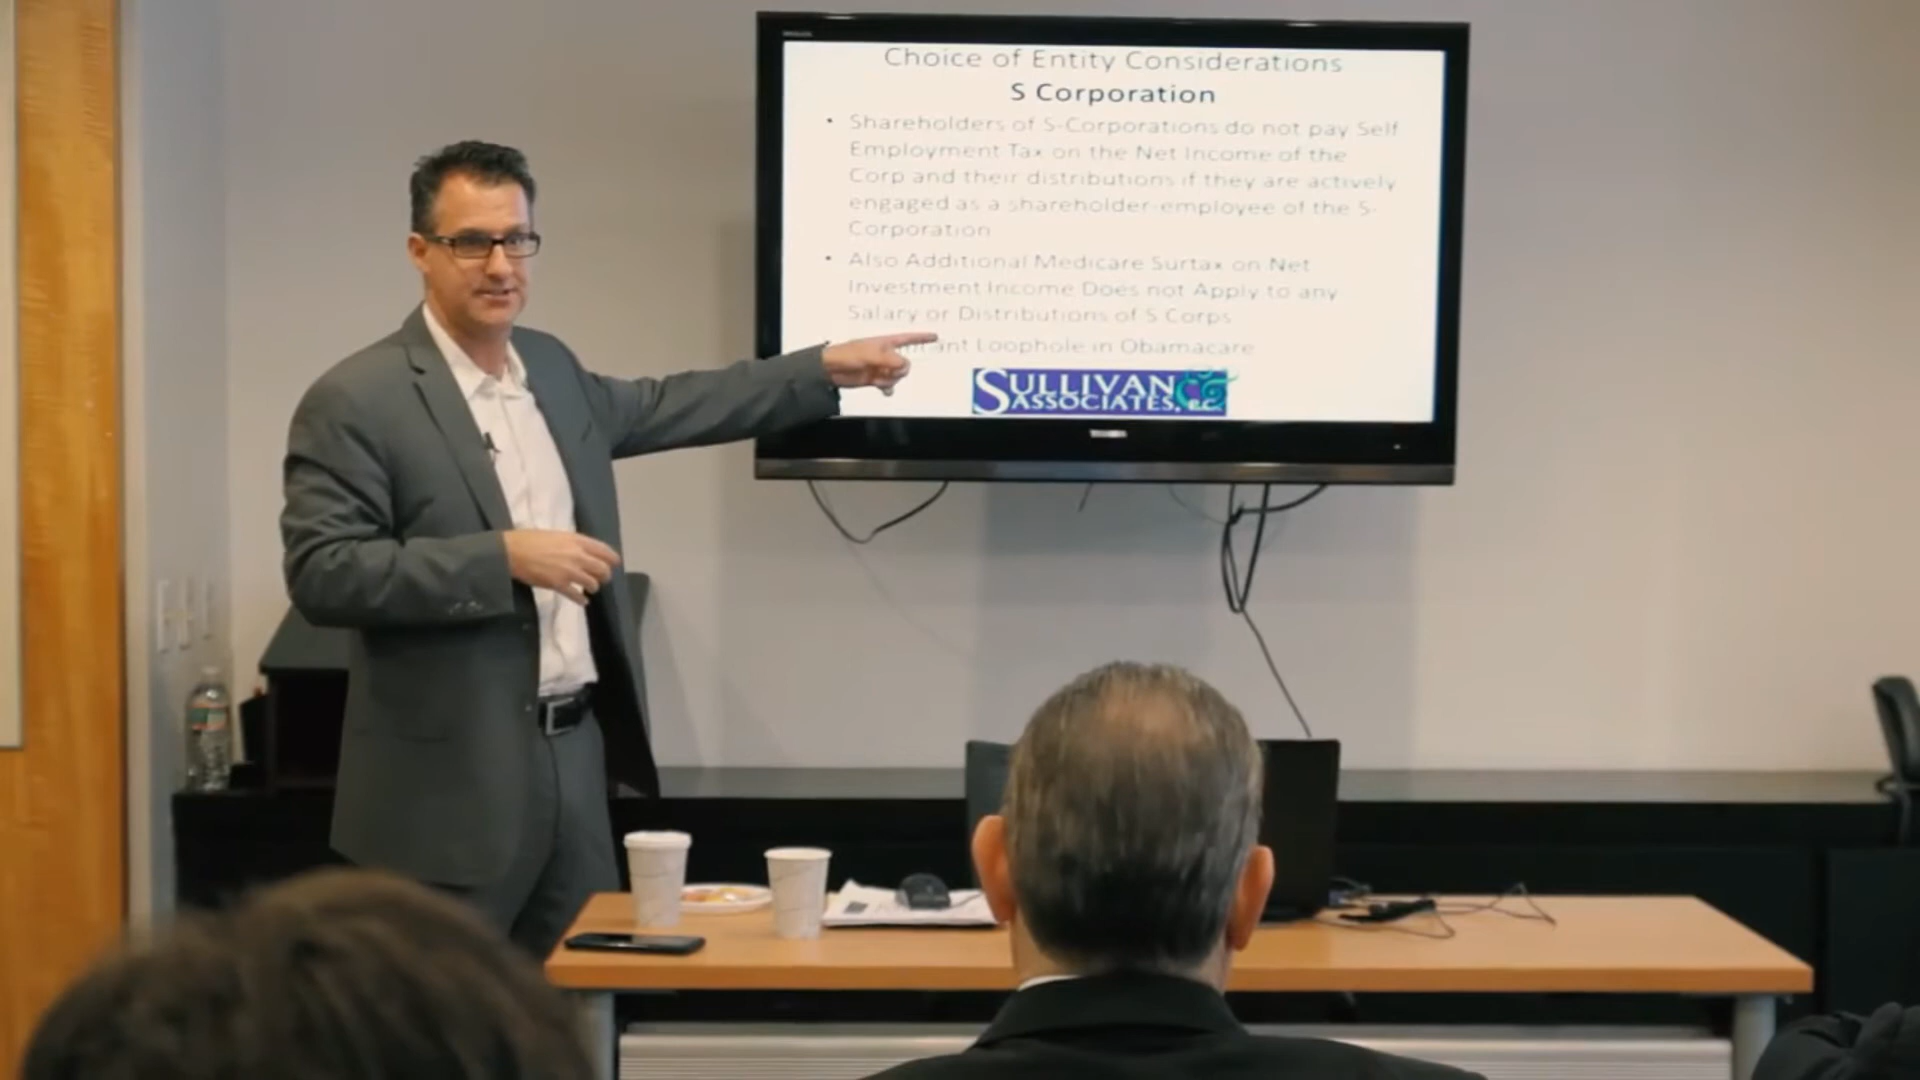 Choice of Entity Considerations
S Corporation
• Shareholders of S-Corporations do not pay Self
Employment Tax on the Net Income of the
Corp and their distributions if they are actively
engaged as a shareholder-employee of the S-
Corporation
• Also Additional Medicare Surtax on Net
Investment Income Does not Apply to any
Salary or Distributions of S Corps
Loophole in Obamacare
SULLIVAN &
ASSOCIATES, P.C.